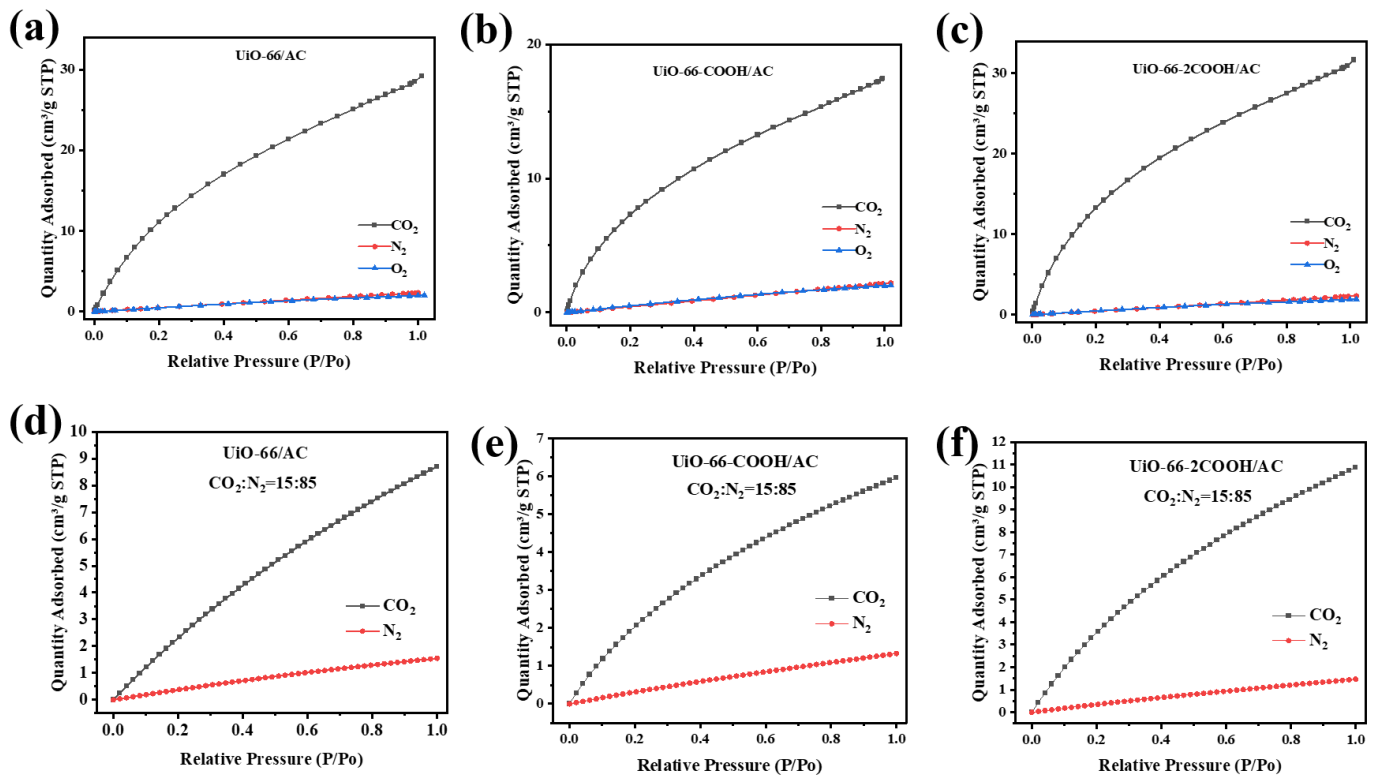 (a)
UiO-66/AC
Quantity Adsorbed (cm³/g STP)
30
20
10
0
CO₂
N₂
O₂
0.0 0.2 0.4 0.6 0.8 1.0
Relative Pressure (P/Po)
(b)
UiO-66-COOH/AC
Quantity Adsorbed (cm³/g STP)
20
10
0
CO₂
N₂
O₂
0.0 0.2 0.4 0.6 0.8 1.0
Relative Pressure (P/Po)
(c)
UiO-66-2COOH/AC
Quantity Adsorbed (cm³/g STP)
30
20
10
0
CO₂
N₂
O₂
0.0 0.2 0.4 0.6 0.8 1.0
Relative Pressure (P/Po)
(d)
UiO-66/AC
CO₂:N₂=15:85
Quantity Adsorbed (cm³/g STP)
10
9
8
7
6
5
4
3
2
1
0
CO₂
N₂
0.0 0.2 0.4 0.6 0.8 1.0
Relative Pressure (P/Po)
(e)
UiO-66-COOH/AC
CO₂:N₂=15:85
Quantity Adsorbed (cm³/g STP)
7
6
5
4
3
2
1
0
CO₂
N₂
0.0 0.2 0.4 0.6 0.8 1.0
Relative Pressure (P/Po)
(f)
UiO-66-2COOH/AC
CO₂:N₂=15:85
Quantity Adsorbed (cm³/g STP)
12
11
10
9
8
7
6
5
4
3
2
1
0
CO₂
N₂
0.0 0.2 0.4 0.6 0.8 1.0
Relative Pressure (P/Po)